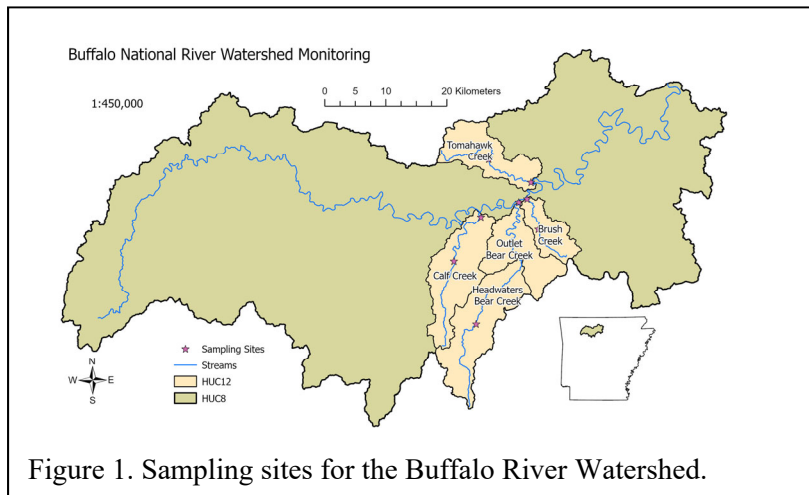 Buffalo National River Watershed Monitoring
0 5 10 20 Kilometers
1:450,000
Tomahawk
Creek
Brush
Creek
Outlet
Bear Creek
Calf Creek
Headwaters
Bear Creek
N
W E
S
Sampling Sites
Streams
HUC12
HUC8
Figure 1. Sampling sites for the Buffalo River Watershed.